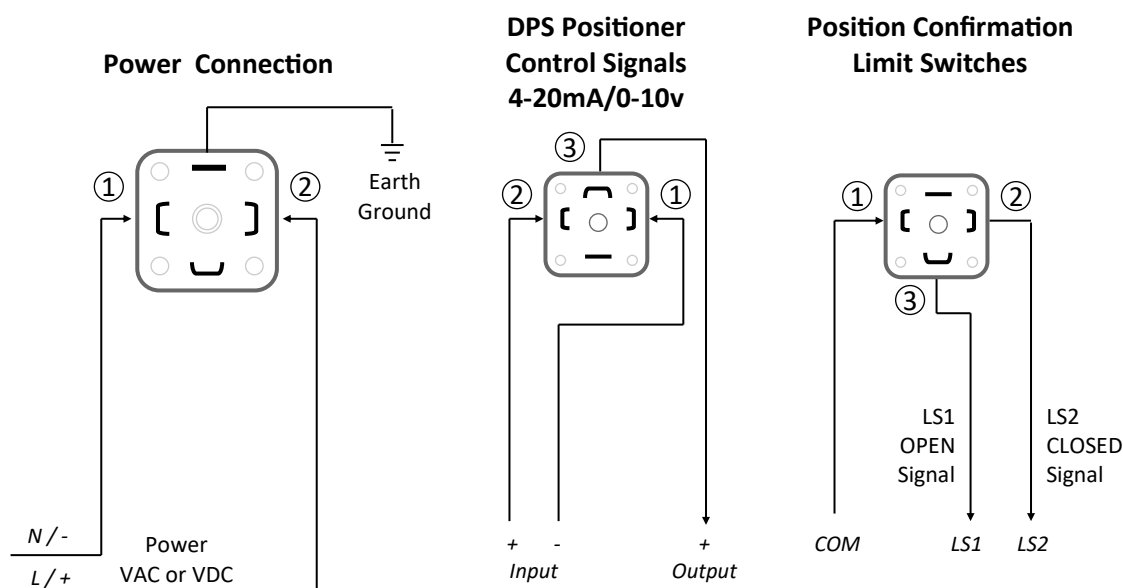 Power Connection
①
②
Earth
Ground
N / -
L / +
Power
VAC or VDC
DPS Positioner
Control Signals
4-20mA/0-10v
③
②
①
+
-
Input
+
Output
Position Confirmation
Limit Switches
①
②
③
LS1
OPEN
Signal
LS2
CLOSED
Signal
COM
LS1
LS2